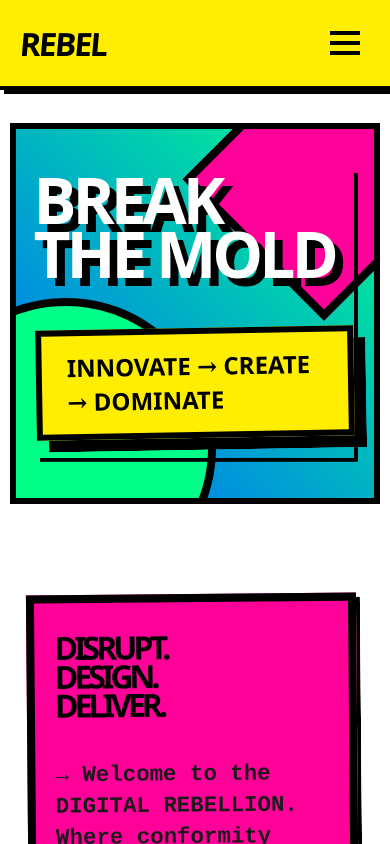 REBEL
BREAK
THE MOLD
INNOVATE → CREATE
→ DOMINATE
DISRUPT.
DESIGN.
DELIVER.
→ Welcome to the
DIGITAL REBELLION.
Where conformity